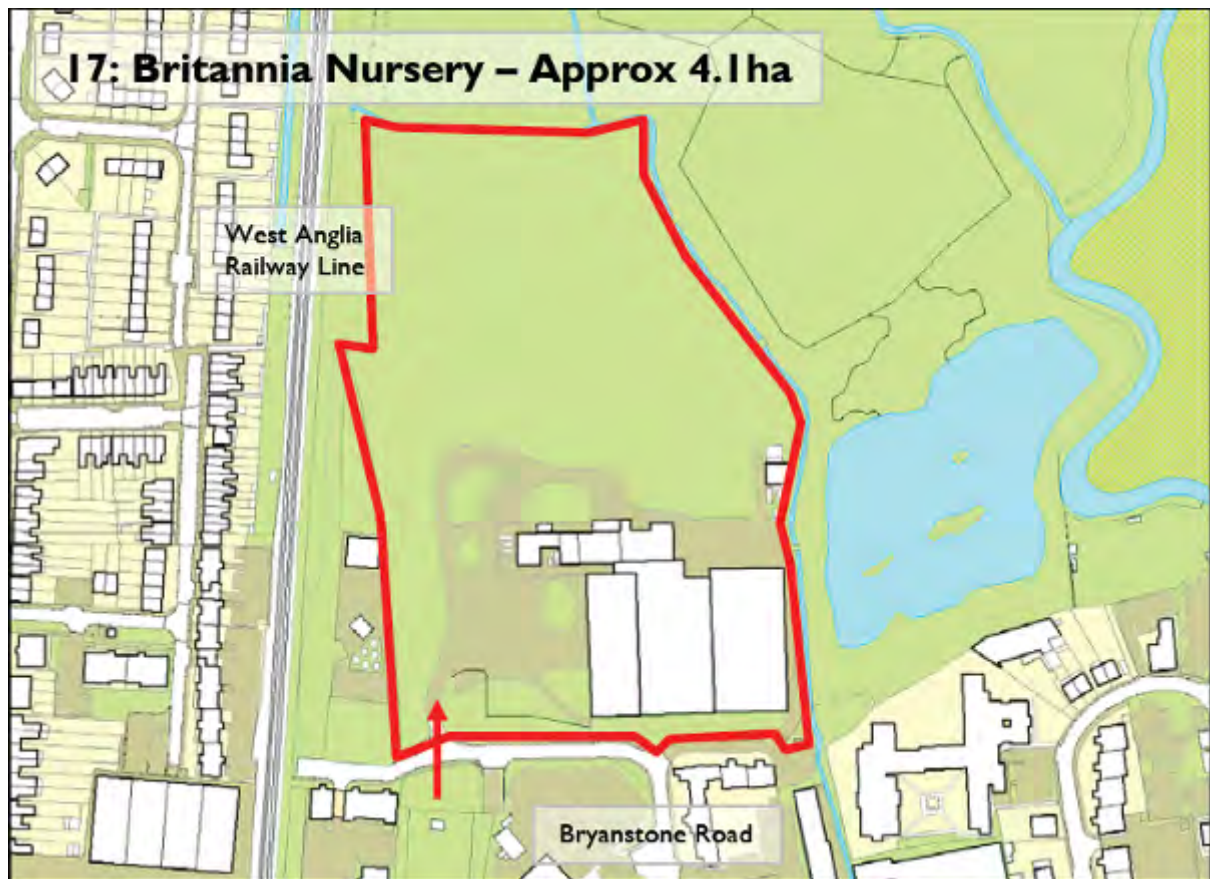 17: Britannia Nursery – Approx 4.1ha
West Anglia
Railway Line
Bryanstone Road